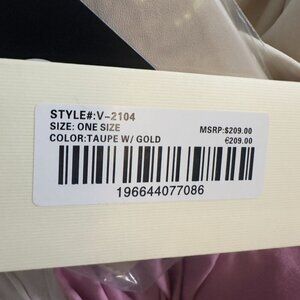 STYLE#:V-2104
SIZE: ONE SIZE MSRP:$209.00
COLOR:TAUPE W/ GOLD €209.00
196644077086